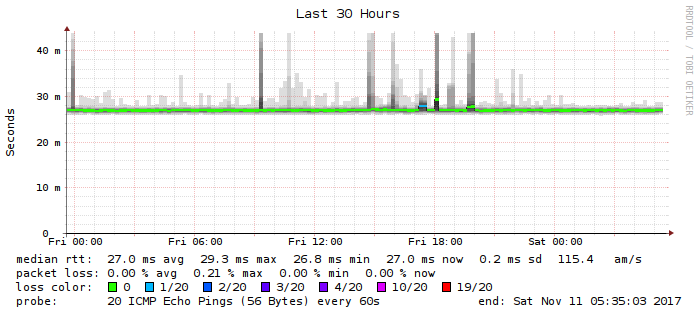 Last 30 Hours
RRDTOOL / TOBI OETIKER
Seconds
40 m
30 m
20 m
10 m
0
Fri 00:00 Fri 06:00 Fri 12:00 Fri 18:00 Sat 00:00
median rtt: 27.0 ms avg 29.3 ms max 26.8 ms min 27.0 ms now 0.2 ms sd 115.4 am/s
packet loss: 0.00 % avg 0.21 % max 0.00 % min 0.00 % now
loss color: 0 1/20 2/20 3/20 4/20 10/20 19/20
probe: 20 ICMP Echo Pings (56 Bytes) every 60s end: Sat Nov 11 05:35:03 2017